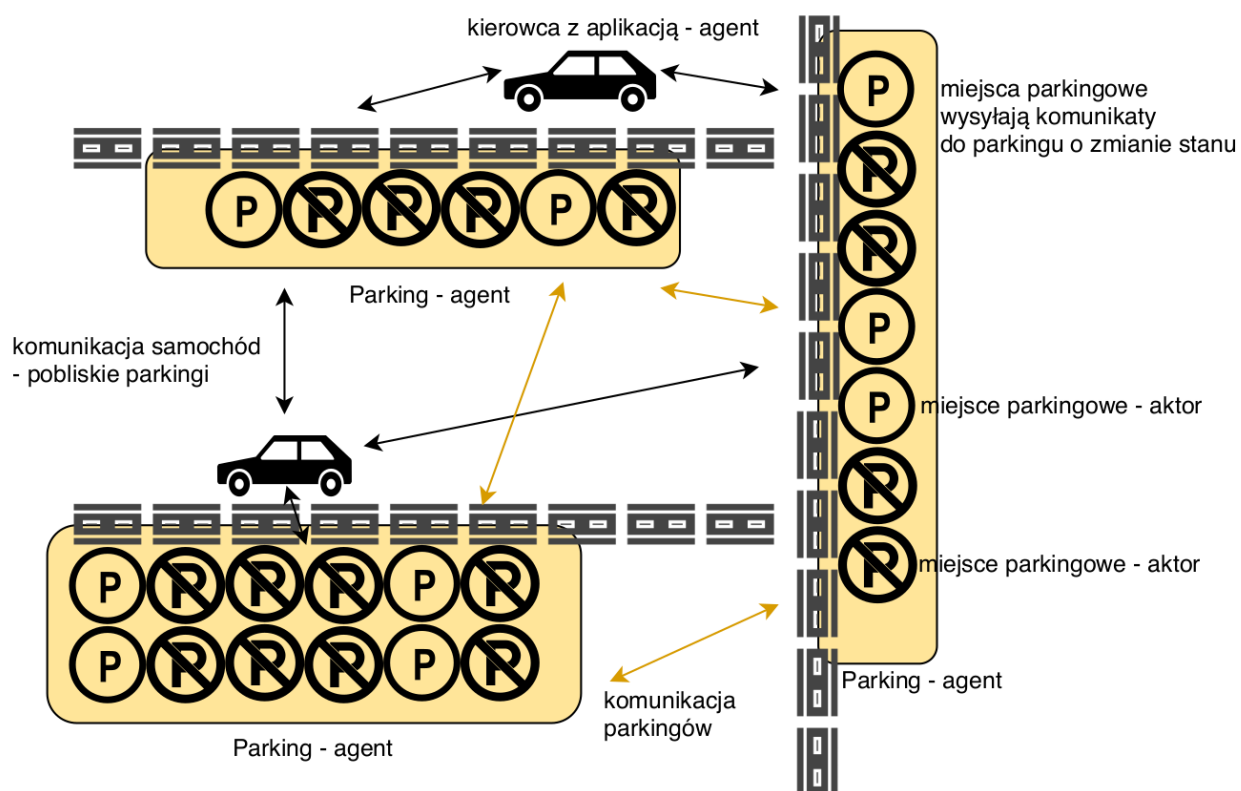 kierowca z aplikacją - agent
miejsca parkingowe
wysyłają komunikaty
do parkingu o zmianie stanu
P
P
P
P
P
P
P
P
P
P
P
P
P
Parking - agent
komunikacja samochód
- pobliskie parkingi
miejsce parkingowe - aktor
miejsce parkingowe - aktor
P
P
P
P
P
P
P
P
P
P
P
P
Parking - agent
komunikacja
parkingów
Parking - agent